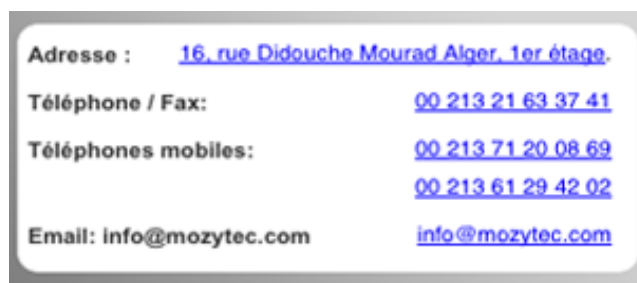 Adresse : 16, rue Didouche Mourad Alger, 1er étage.
Téléphone / Fax: 00 213 21 63 37 41
Téléphones mobiles: 00 213 71 20 08 69
00 213 61 29 42 02
Email: info@mozytec.com info@mozytec.com